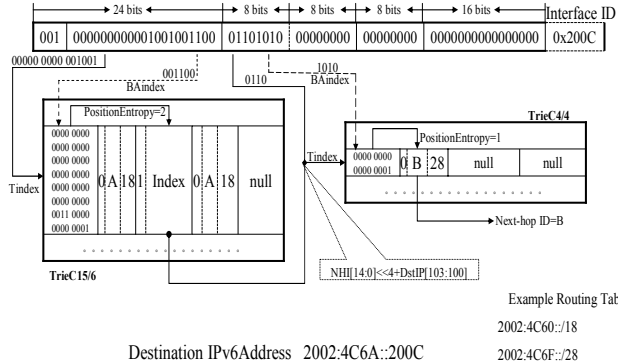 24 bits 8 bits 8 bits 8 bits 16 bits Interface ID
001 000000000001001001100 01101010 00000000 00000000 0000000000000000 0x200C
00000 0000 001001
001100
BAindex
0110
1010
BAindex
TrieC4/4
PositionEntropy=2
PositionEntropy=1
0000 0000
0000 0000
0000 0000
0000 0000
0000 0000
0000 0000
0011 0000
0000 0001
0 A 18 1 Index 0 A 18 null
Tindex
Tindex
0000 0000
0000 0001
0 B 28 null null
Next-hop ID=B
TrieC15/6
NHI[14:0]<<4+DstIP[103:100]
Example Routing Tab
2002:4C60::/18
Destination IPv6Address 2002:4C6A::200C
2002:4C6F::/28